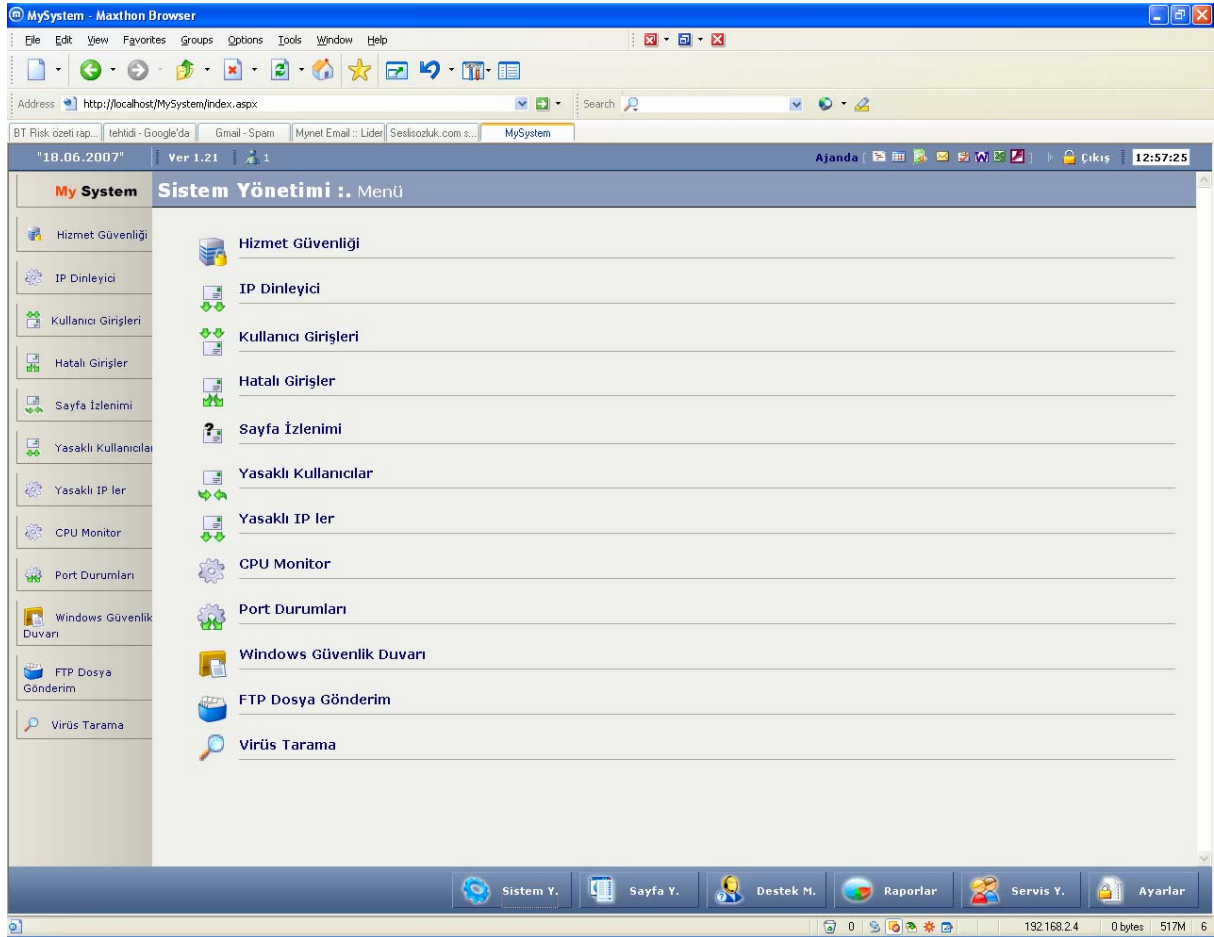 MySystem - Maxthon Browser
File Edit View Favorites Groups Options Tools Window Help
Address http://localhost/MySystem/index.aspx Search
BT Risk özeti rap... tehtidi - Google'da Gmail - Spam Mynet Email :: Lider Seslisozluk.com s... MySystem
"18.06.2007" Ver 1.21 1 Ajanda [ ] Çıkış 12:57:25
My System
Sistem Yönetimi :. Menü
Hizmet Güvenliği
IP Dinleyici
Kullanıcı Girişleri
Hatalı Girişler
Sayfa İzlenimi
Yasaklı Kullanıcılar
Yasaklı IP ler
CPU Monitor
Port Durumları
Windows Güvenlik
Duvarı
FTP Dosya
Gönderim
Virüs Tarama
Hizmet Güvenliği
IP Dinleyici
Kullanıcı Girişleri
Hatalı Girişler
Sayfa İzlenimi
Yasaklı Kullanıcılar
Yasaklı IP ler
CPU Monitor
Port Durumları
Windows Güvenlik Duvarı
FTP Dosya Gönderim
Virüs Tarama
Sistem Y. Sayfa Y. Destek M. Raporlar Servis Y. Ayarlar
0 192.168.2.4 0 bytes 517M 6